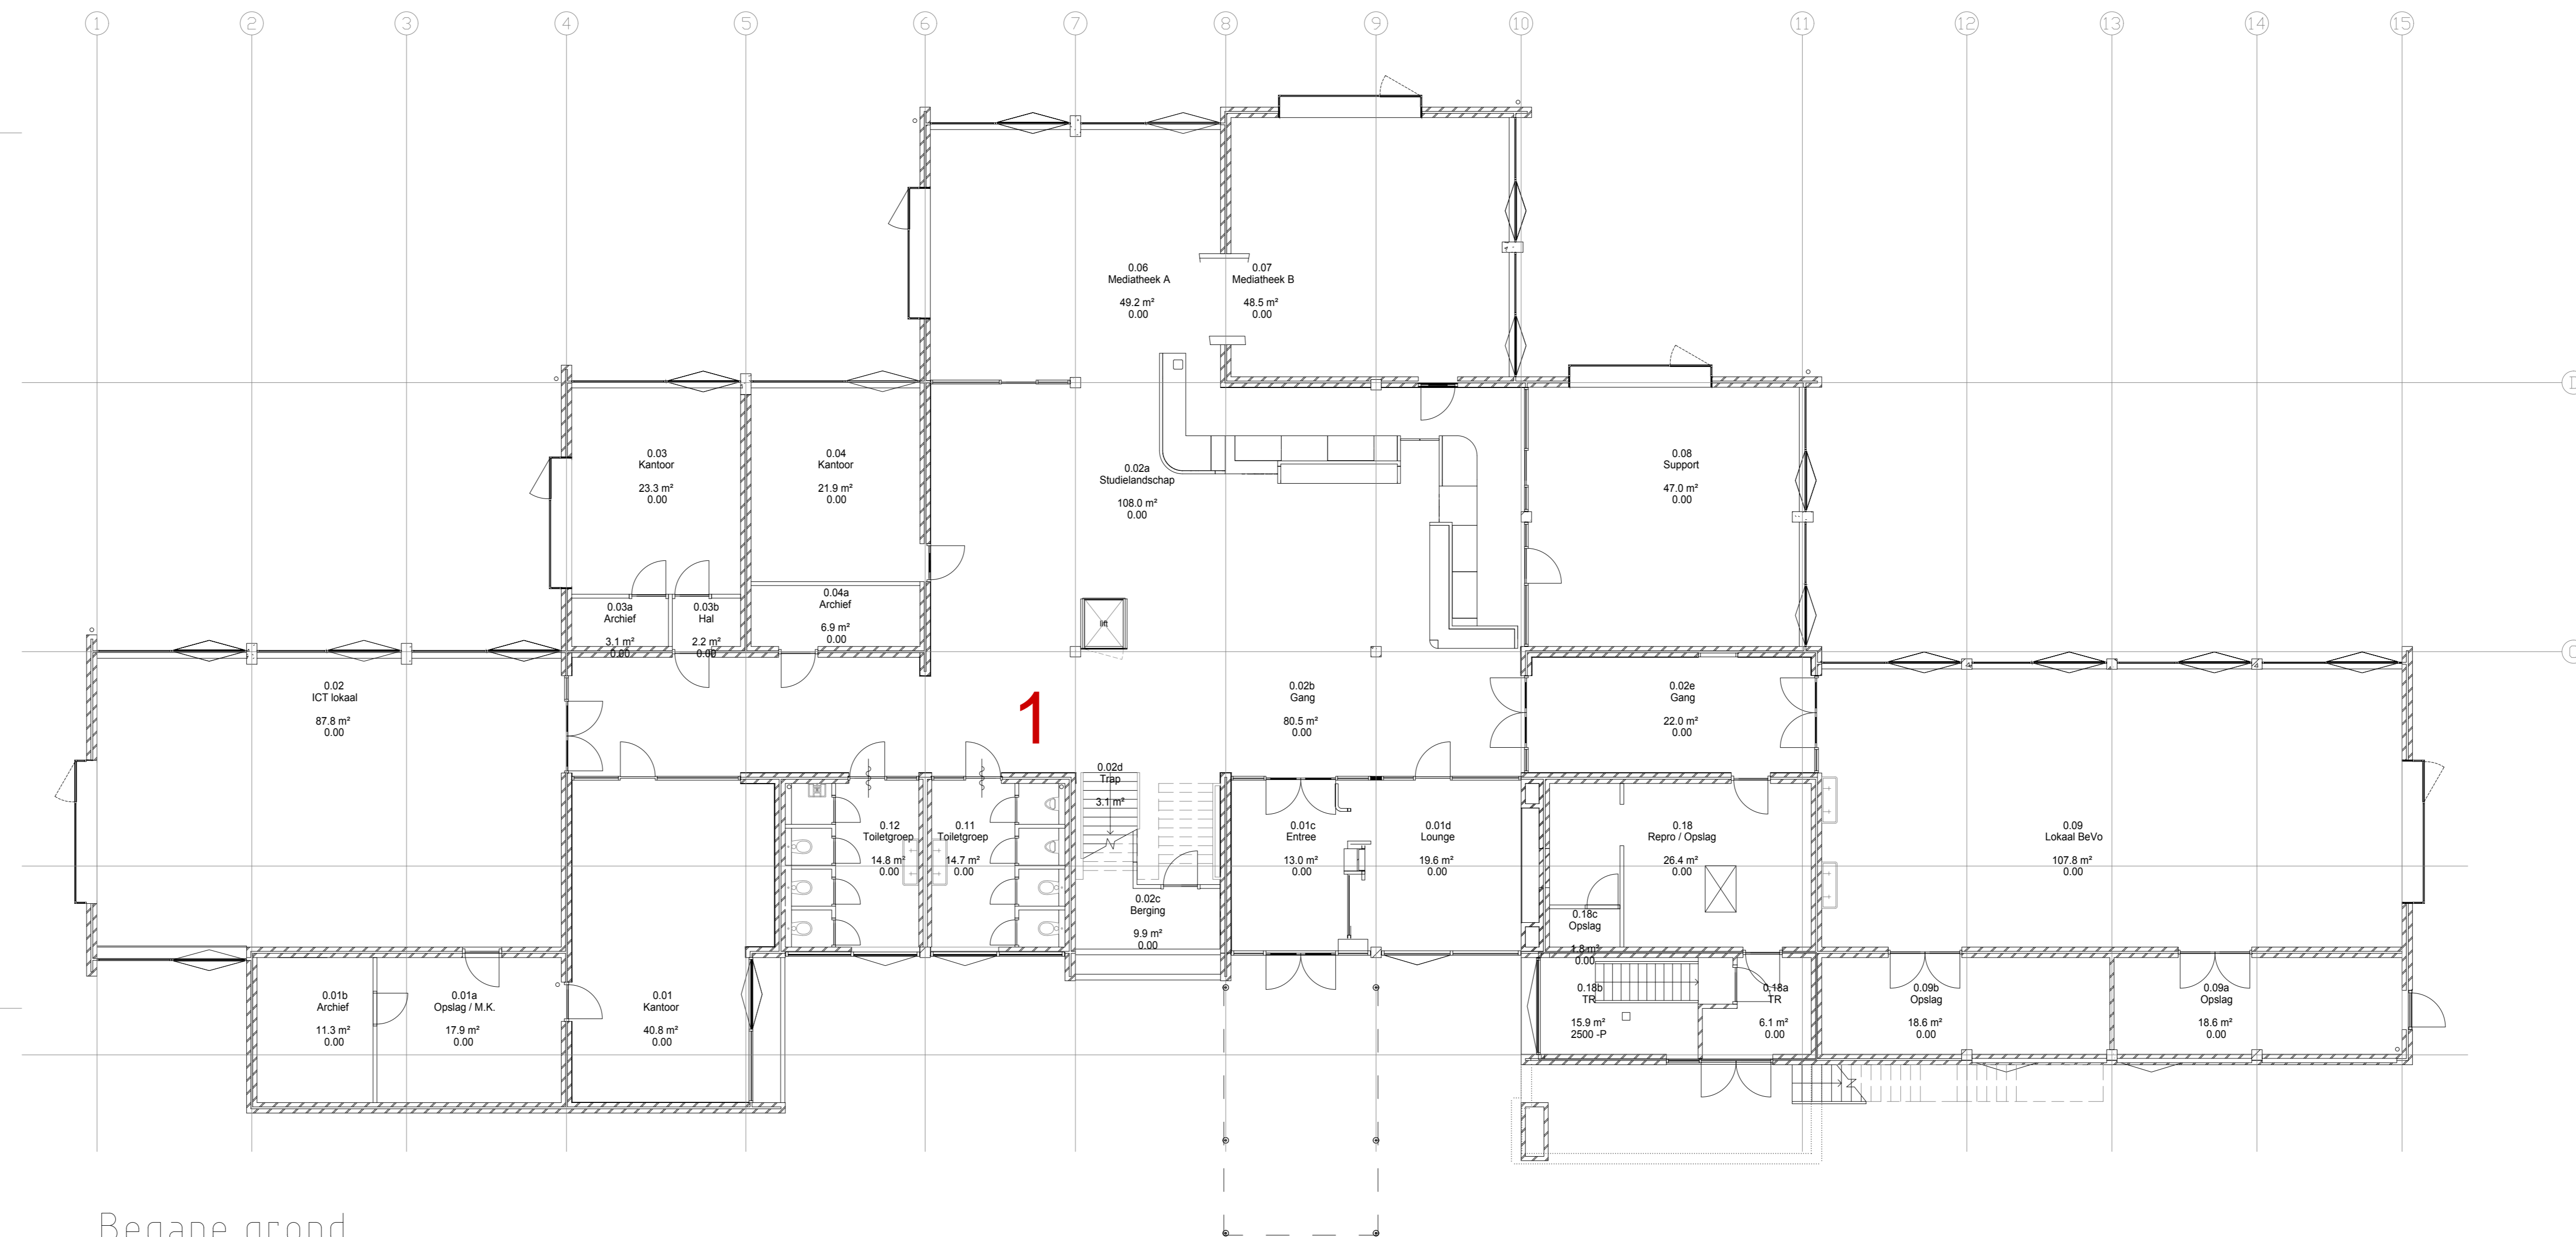 1 2 3 4 5 6 7 8 9 10 11 12 13 14 15
0.06
Mediatheek A
49.2 m²
0.00
0.07
Mediatheek B
48.5 m²
0.00
D
0.03
Kantoor
23.3 m²
0.00
0.04
Kantoor
21.9 m²
0.00
0.02a
Studielandschap
108.0 m²
0.00
0.08
Support
47.0 m²
0.00
0.03a
Archief
3.1 m²
0.00
0.03b
Hal
2.2 m²
0.00
0.04a
Archief
6.9 m²
0.00
lift
C
0.02
ICT lokaal
87.8 m²
0.00
1
0.02b
Gang
80.5 m²
0.00
0.02e
Gang
22.0 m²
0.00
0.02d
Trap
3.1 m²
0.12
Toiletgroep
14.8 m²
0.00
0.11
Toiletgroep
14.7 m²
0.00
0.01c
Entree
13.0 m²
0.00
0.01d
Lounge
19.6 m²
0.00
0.18
Repro / Opslag
26.4 m²
0.00
0.09
Lokaal BeVo
107.8 m²
0.00
0.02c
Berging
9.9 m²
0.00
0.18c
Opslag
1.8 m²
0.00
0.01b
Archief
11.3 m²
0.00
0.01a
Opslag / M.K.
17.9 m²
0.00
0.01
Kantoor
40.8 m²
0.00
0.18b
TR
15.9 m²
2500 -P
0.18a
TR
6.1 m²
0.00
0.09b
Opslag
18.6 m²
0.00
0.09a
Opslag
18.6 m²
0.00
Begane grond